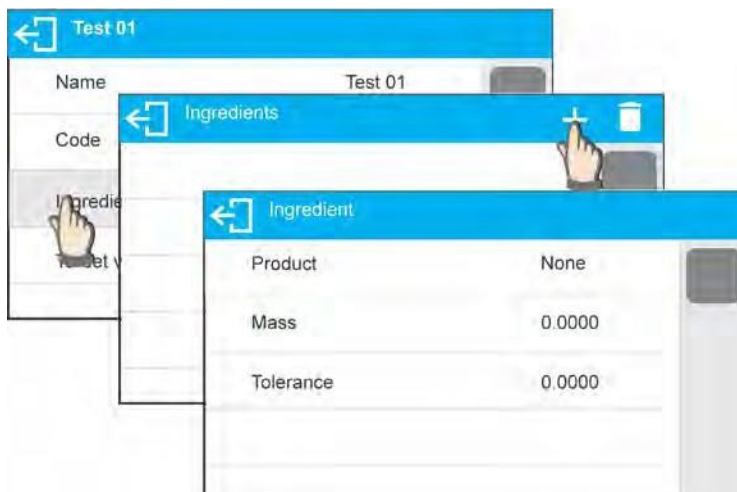 Test 01
Name Test 01
Code
Ingredients
Ingredient
Product None
Mass 0.0000
Tolerance 0.0000